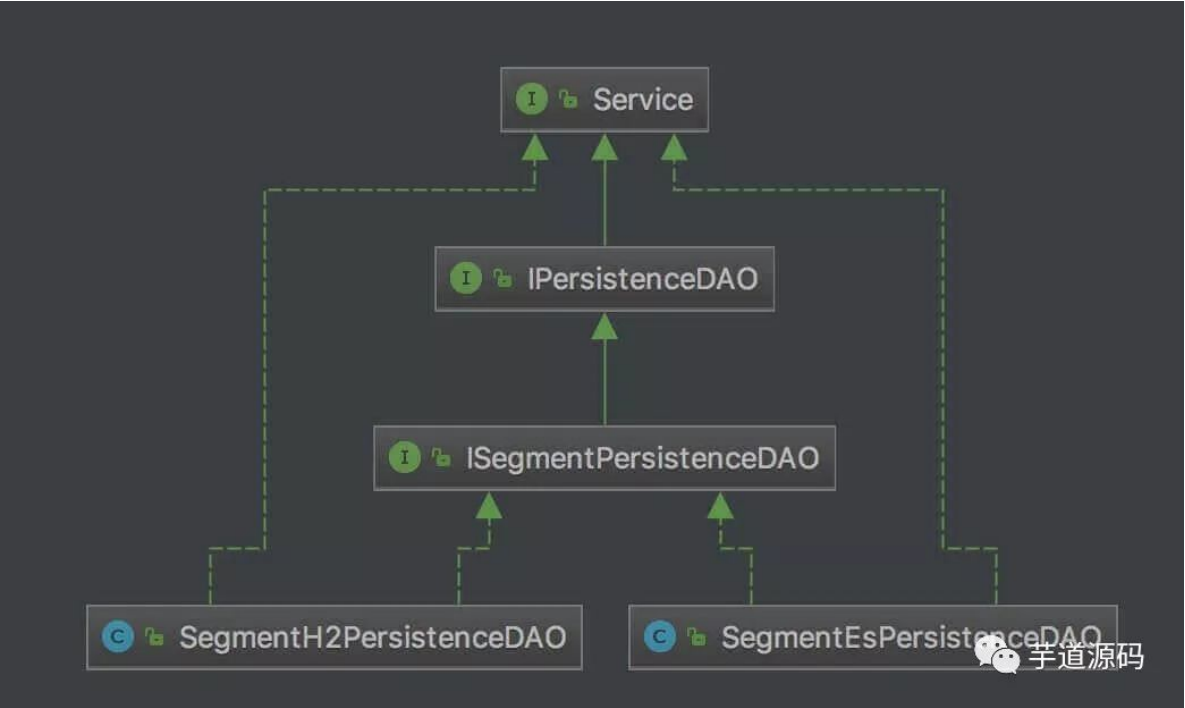 I Service
I IPersistenceDAO
I ISegmentPersistenceDAO
C SegmentH2PersistenceDAO
C SegmentEsPersistenceDAO
芋道源码